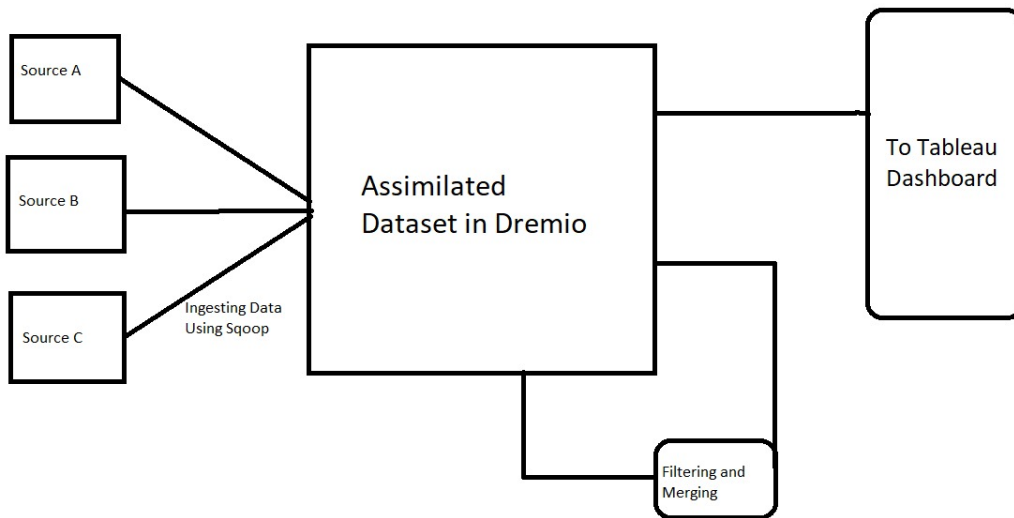 Source A
Source B
Source C
Ingesting Data
Using Sqoop
Assimilated
Dataset in Dremio
Filtering and
Merging
To Tableau
Dashboard